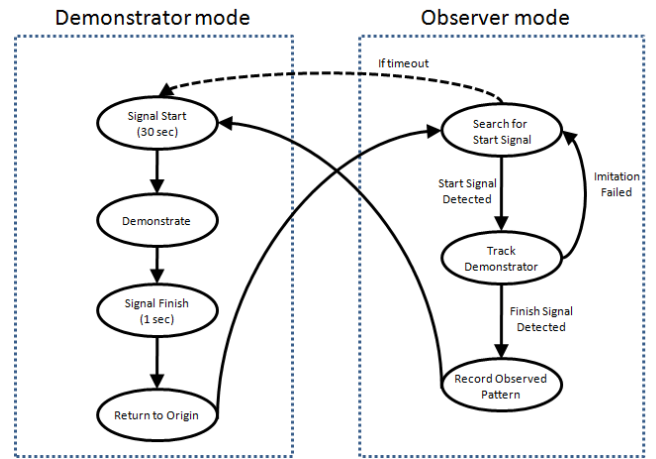 Demonstrator mode
Observer mode
If timeout
Signal Start
(30 sec)
Search for
Start Signal
Start Signal
Detected
Imitation
Failed
Demonstrate
Track
Demonstrator
Signal Finish
(1 sec)
Finish Signal
Detected
Return to Origin
Record Observed
Pattern